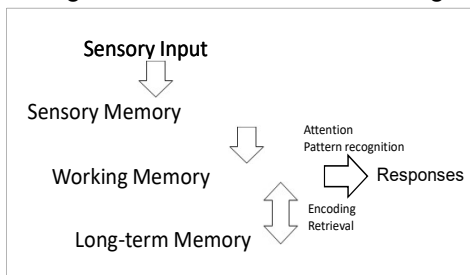 Sensory Input
Sensory Memory
Attention
Pattern recognition
Working Memory
Responses
Encoding
Retrieval
Long-term Memory